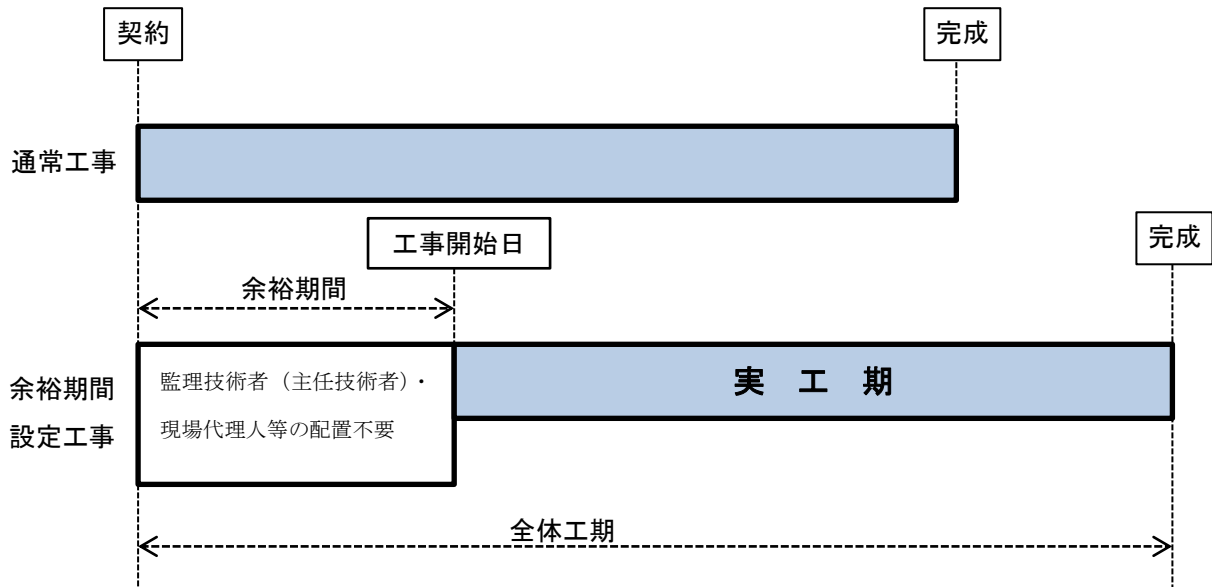 契約
完成
通常工事
工事開始日
完成
余裕期間
余裕期間
設定工事
監理技術者（主任技術者）・
現場代理人等の配置不要
実　工　期
全体工期